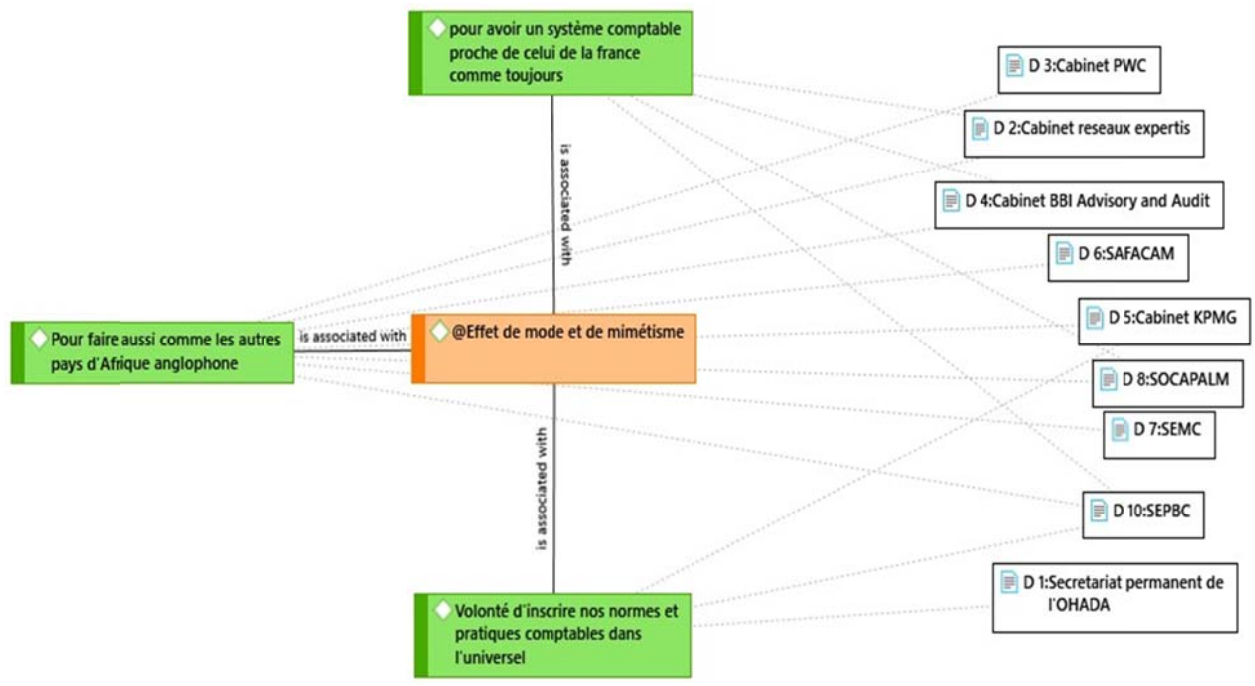 pour avoir un système comptable
proche de celui de la france
comme toujours
D 3:Cabinet PWC
D 2:Cabinet reseaux expertis
is associated with
D 4:Cabinet BBI Advisory and Audit
D 6:SAFACAM
Pour faire aussi comme les autres
pays d'Afrique anglophone
is associated with
@Effet de mode et de mimétisme
D 5:Cabinet KPMG
D 8:SOCAPALM
D 7:SEMC
is associated with
D 10:SEPBC
D 1:Secretariat permanent de
l'OHADA
Volonté d'inscrire nos normes et
pratiques comptables dans
l'universel